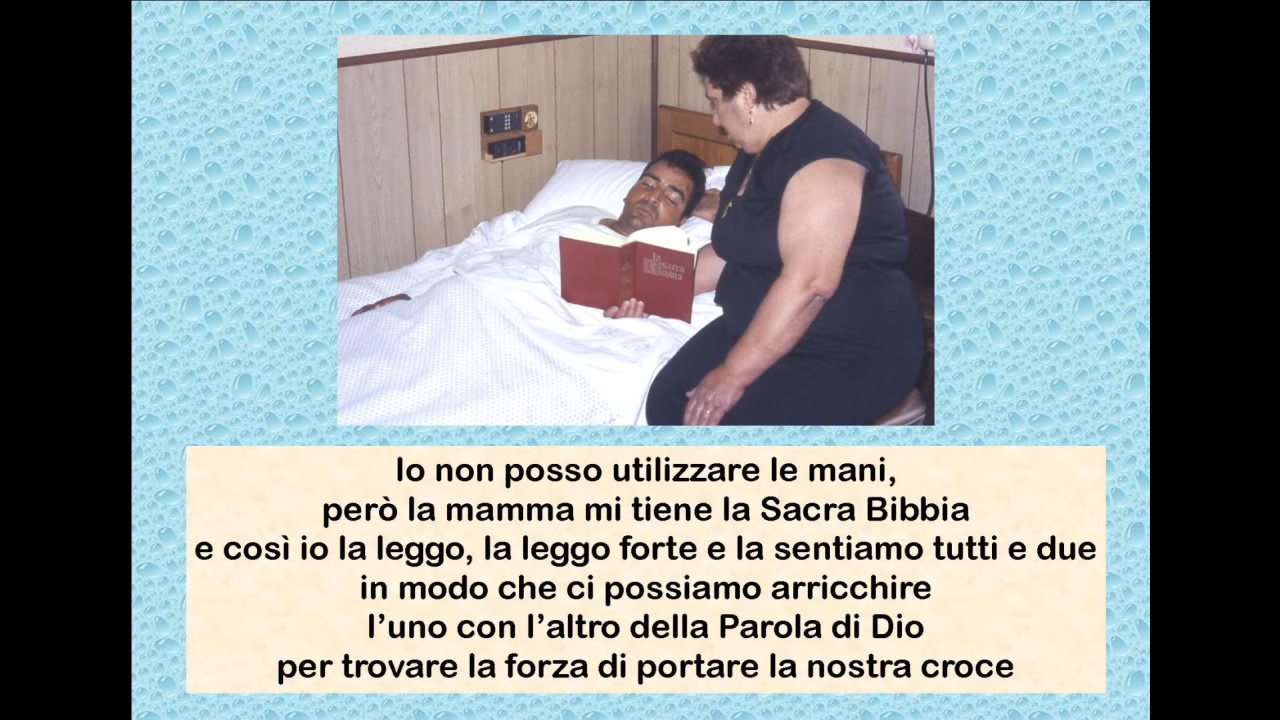 la
sacra
bibbia
Io non posso utilizzare le mani,
però la mamma mi tiene la Sacra Bibbia
e così io la leggo, la leggo forte e la sentiamo tutti e due
in modo che ci possiamo arricchire
l’uno con l’altro della Parola di Dio
per trovare la forza di portare la nostra croce